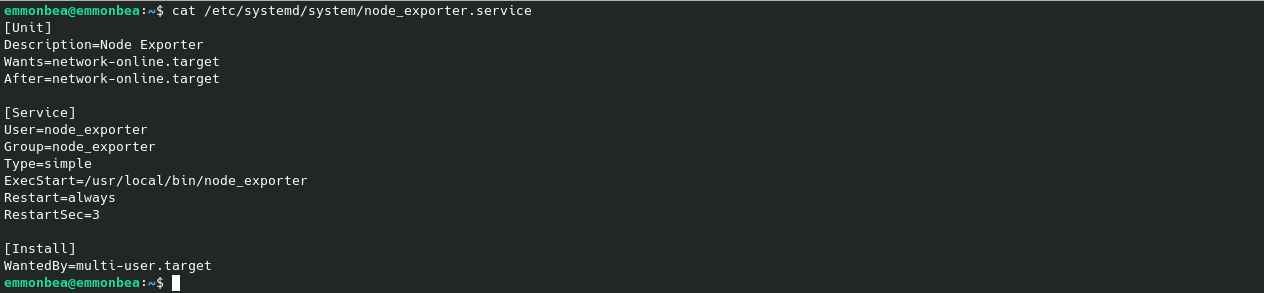 emmonbea@emmonbea:~$ cat /etc/systemd/system/node_exporter.service
[Unit]
Description=Node Exporter
Wants=network-online.target
After=network-online.target

[Service]
User=node_exporter
Group=node_exporter
Type=simple
ExecStart=/usr/local/bin/node_exporter
Restart=always
RestartSec=3

[Install]
WantedBy=multi-user.target
emmonbea@emmonbea:~$